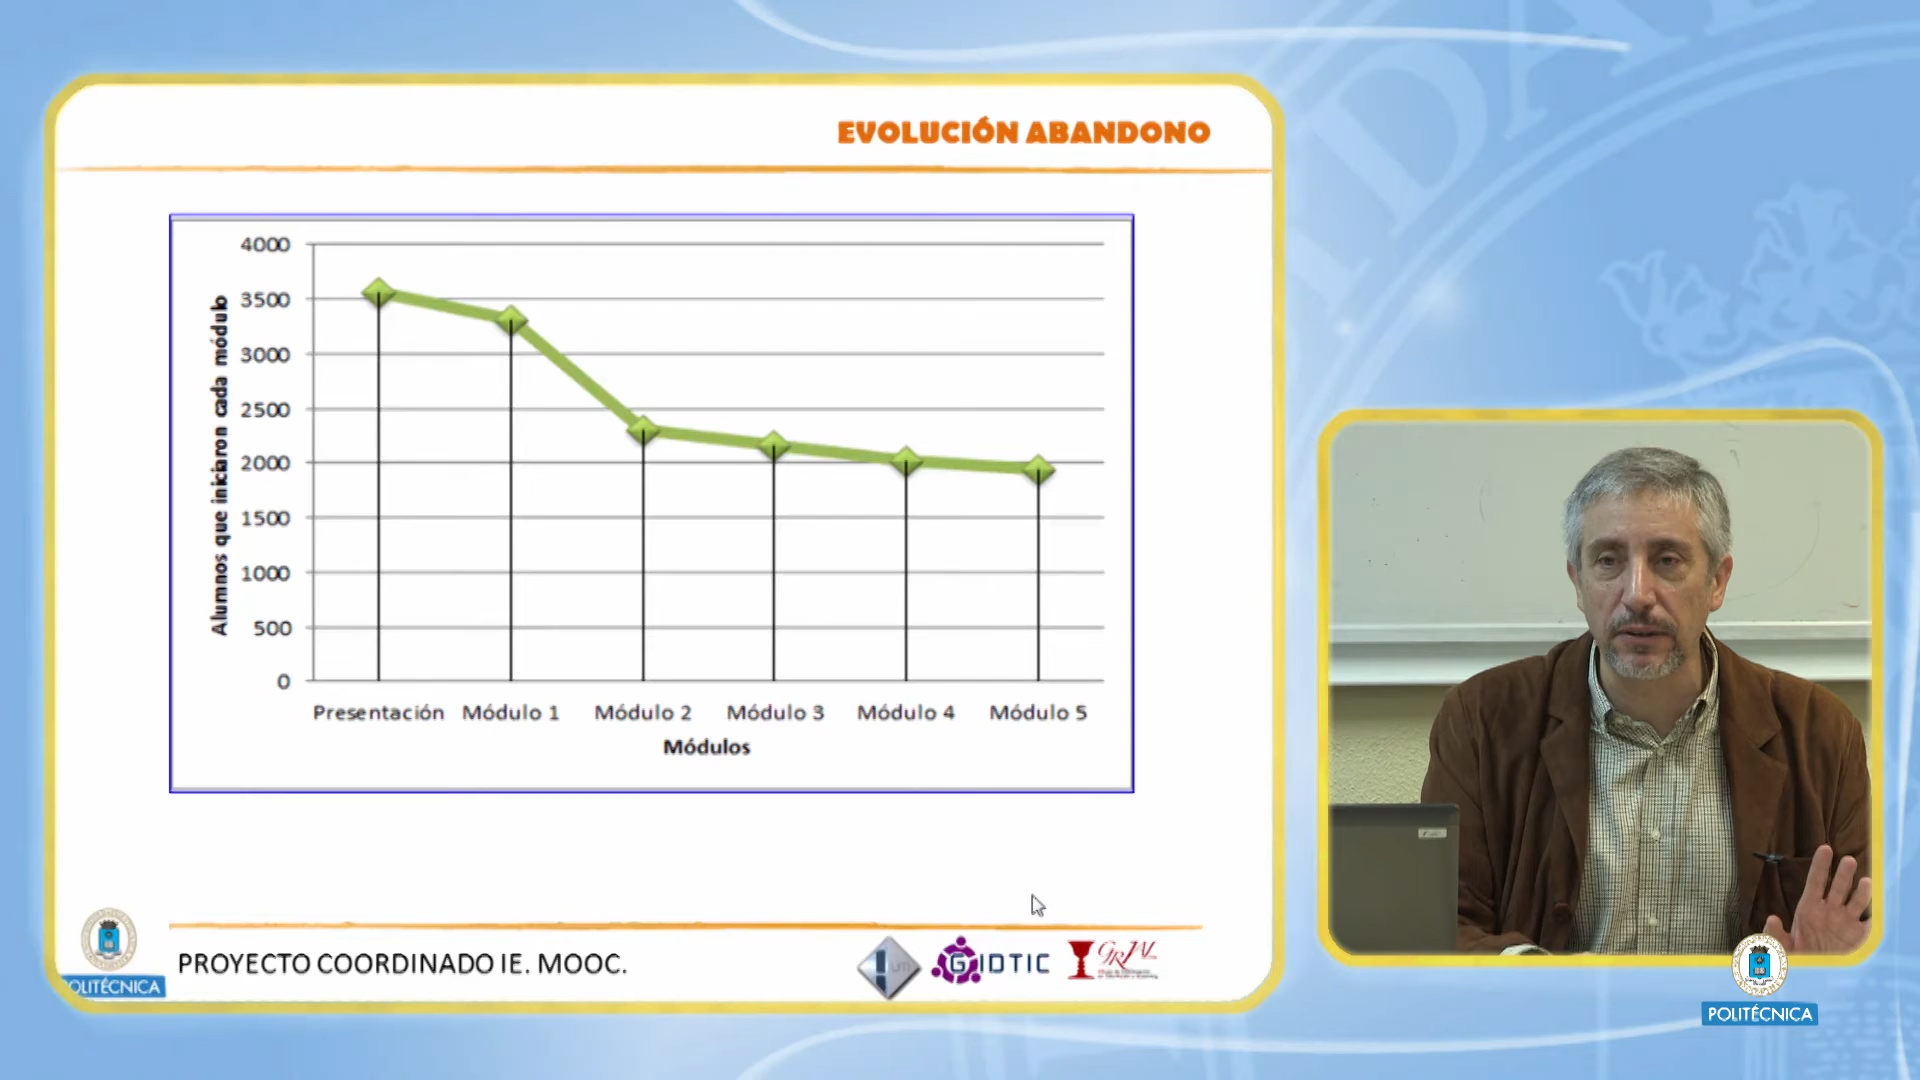 EVOLUCIÓN ABANDONO
Alumnos que iniciaron cada módulo
4000
3500
3000
2500
2000
1500
1000
500
0
Presentación Módulo 1 Módulo 2 Módulo 3 Módulo 4 Módulo 5
Módulos
OLITÉCNICA
PROYECTO COORDINADO IE. MOOC.
GIDTIC
GRIAL
POLITÉCNICA